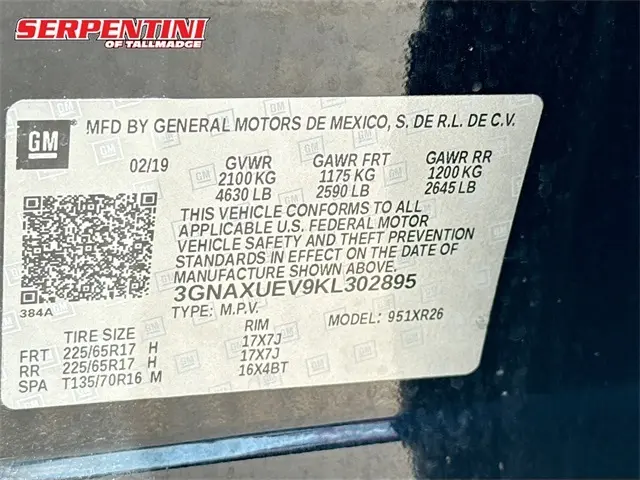 SERPENTINI
OF TALLMADGE
GM
MFD BY GENERAL MOTORS DE MEXICO, S. DE R.L. DE C.V.
02/19 GVWR GAWR FRT GAWR RR
2100 KG 1175 KG 1200 KG
4630 LB 2590 LB 2645 LB
THIS VEHICLE CONFORMS TO ALL
APPLICABLE U.S. FEDERAL MOTOR
VEHICLE SAFETY AND THEFT PREVENTION
STANDARDS IN EFFECT ON THE DATE OF
MANUFACTURE SHOWN ABOVE.
384A
3GNAXUEV9KL302895
TYPE: M.P.V. MODEL: 951XR26
TIRE SIZE RIM
FRT 225/65R17 H 17X7J
RR 225/65R17 H 17X7J
SPA T135/70R16 M 16X4BT